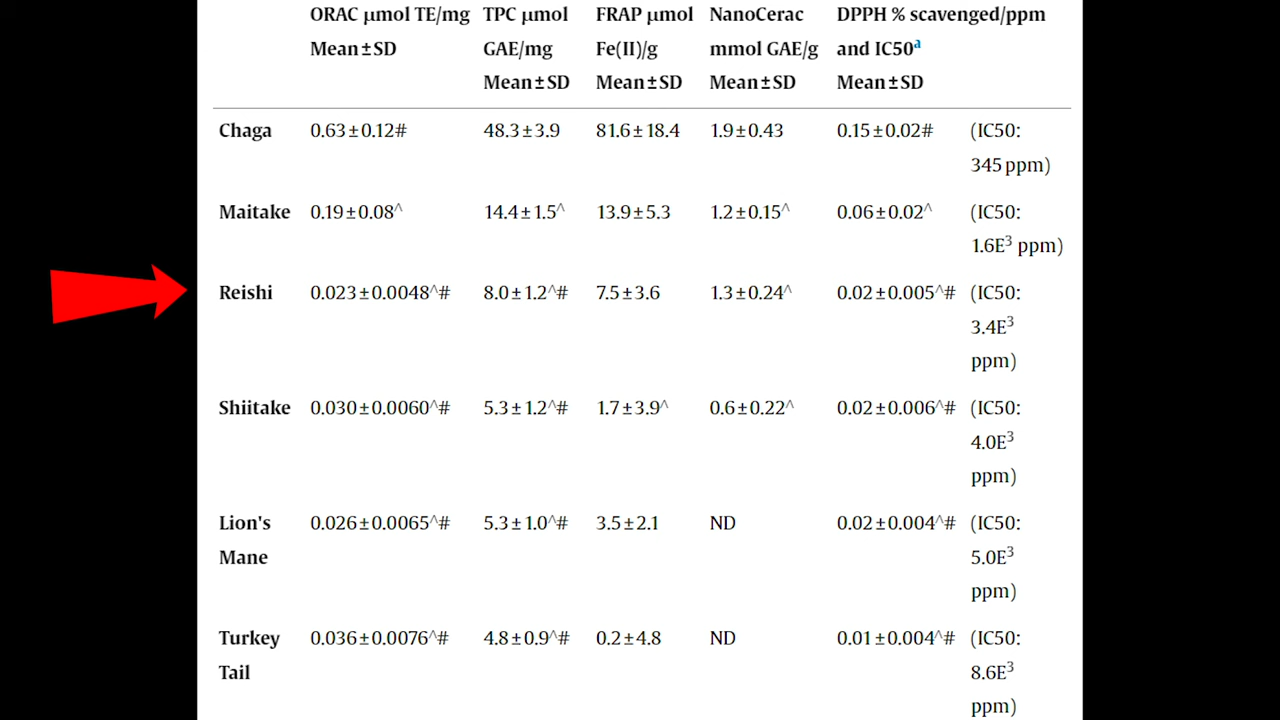 ORAC µmol TE/mg TPC µmol FRAP µmol NanoCerac DPPH % scavenged/ppm
Mean±SD GAE/mg Fe(II)/g mmol GAE/g and IC50ª
Mean±SD Mean±SD Mean±SD Mean±SD
Chaga 0.63±0.12# 48.3±3.9 81.6±18.4 1.9±0.43 0.15±0.02# (IC50:
345 ppm)
Maitake 0.19±0.08^ 14.4±1.5^ 13.9±5.3 1.2±0.15^ 0.06±0.02^ (IC50:
1.6E³ ppm)
Reishi 0.023±0.0048^# 8.0±1.2^# 7.5±3.6 1.3±0.24^ 0.02±0.005^# (IC50:
3.4E³
ppm)
Shiitake 0.030±0.0060^# 5.3±1.2^# 1.7±3.9^ 0.6±0.22^ 0.02±0.006^# (IC50:
4.0E³
ppm)
Lion's 0.026±0.0065^# 5.3±1.0^# 3.5±2.1 ND 0.02±0.004^# (IC50:
Mane 5.0E³
ppm)
Turkey 0.036±0.0076^# 4.8±0.9^# 0.2±4.8 ND 0.01±0.004^# (IC50:
Tail 8.6E³
ppm)